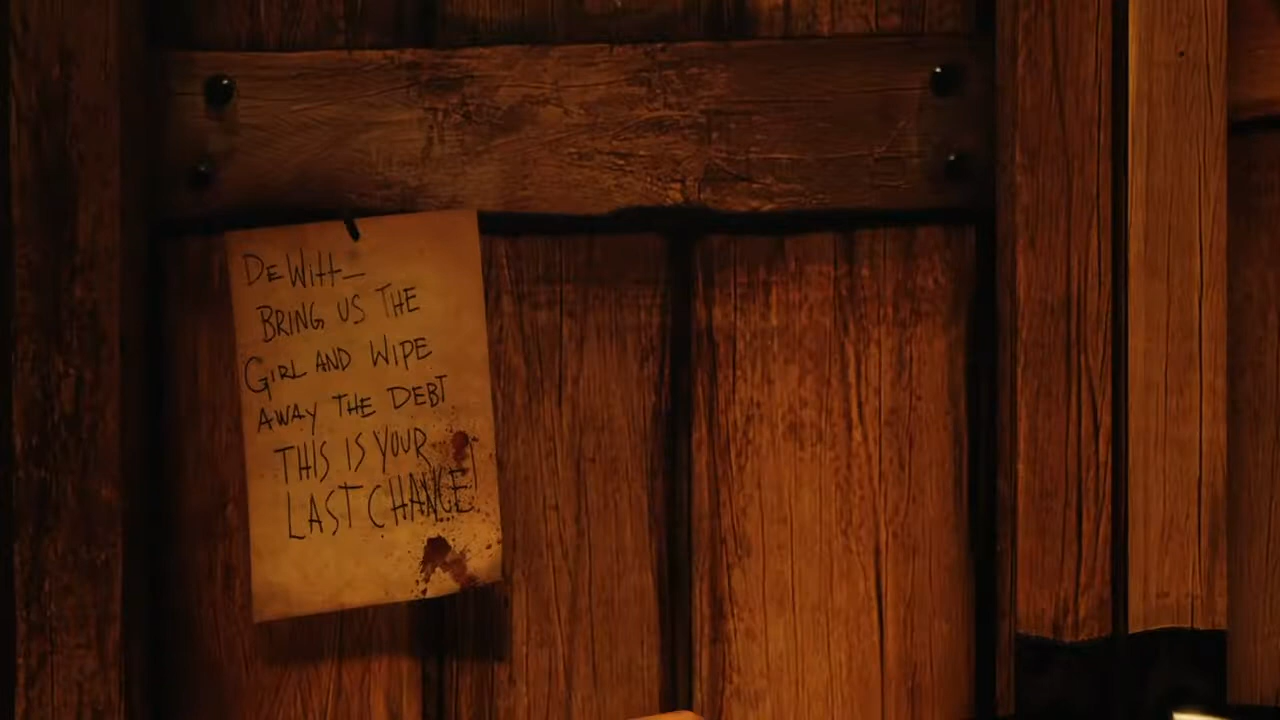 DeWitt–
BRING US THE
GIRL AND WIPE
AWAY THE DEBT
THIS IS YOUR
LAST CHANCE!